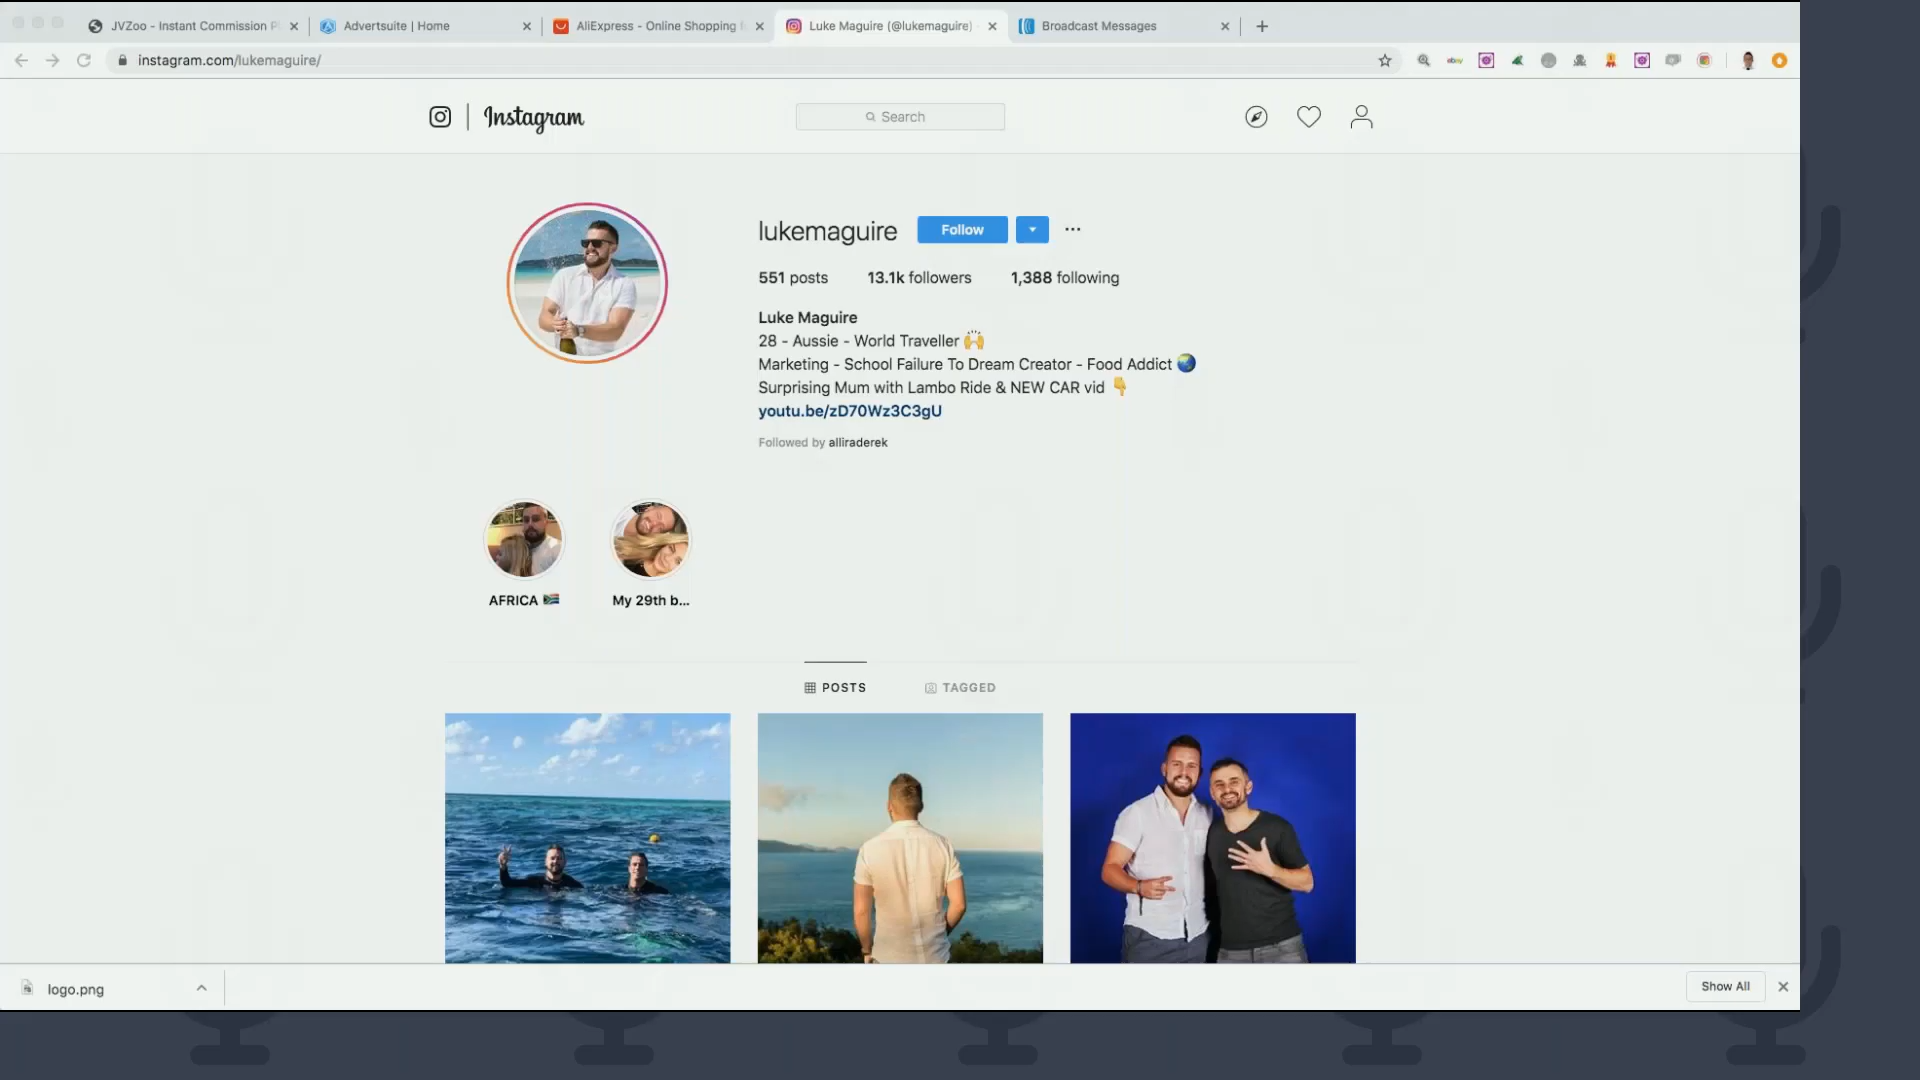 JVZoo - Instant Commission P
Advertsuite | Home
AliExpress - Online Shopping f
Luke Maguire (@lukemaguire)
Broadcast Messages
instagram.com/lukemaguire/
ebay
Instagram
Search
lukemaguire
Follow
551 posts
13.1k followers
1,388 following
Luke Maguire
28 - Aussie - World Traveller 🙌
Marketing - School Failure To Dream Creator - Food Addict 🌏
Surprising Mum with Lambo Ride & NEW CAR vid 👇
youtu.be/zD70Wz3C3gU
Followed by alliraderek
AFRICA 🇿🇦
My 29th b...
POSTS
TAGGED
logo.png
Show All